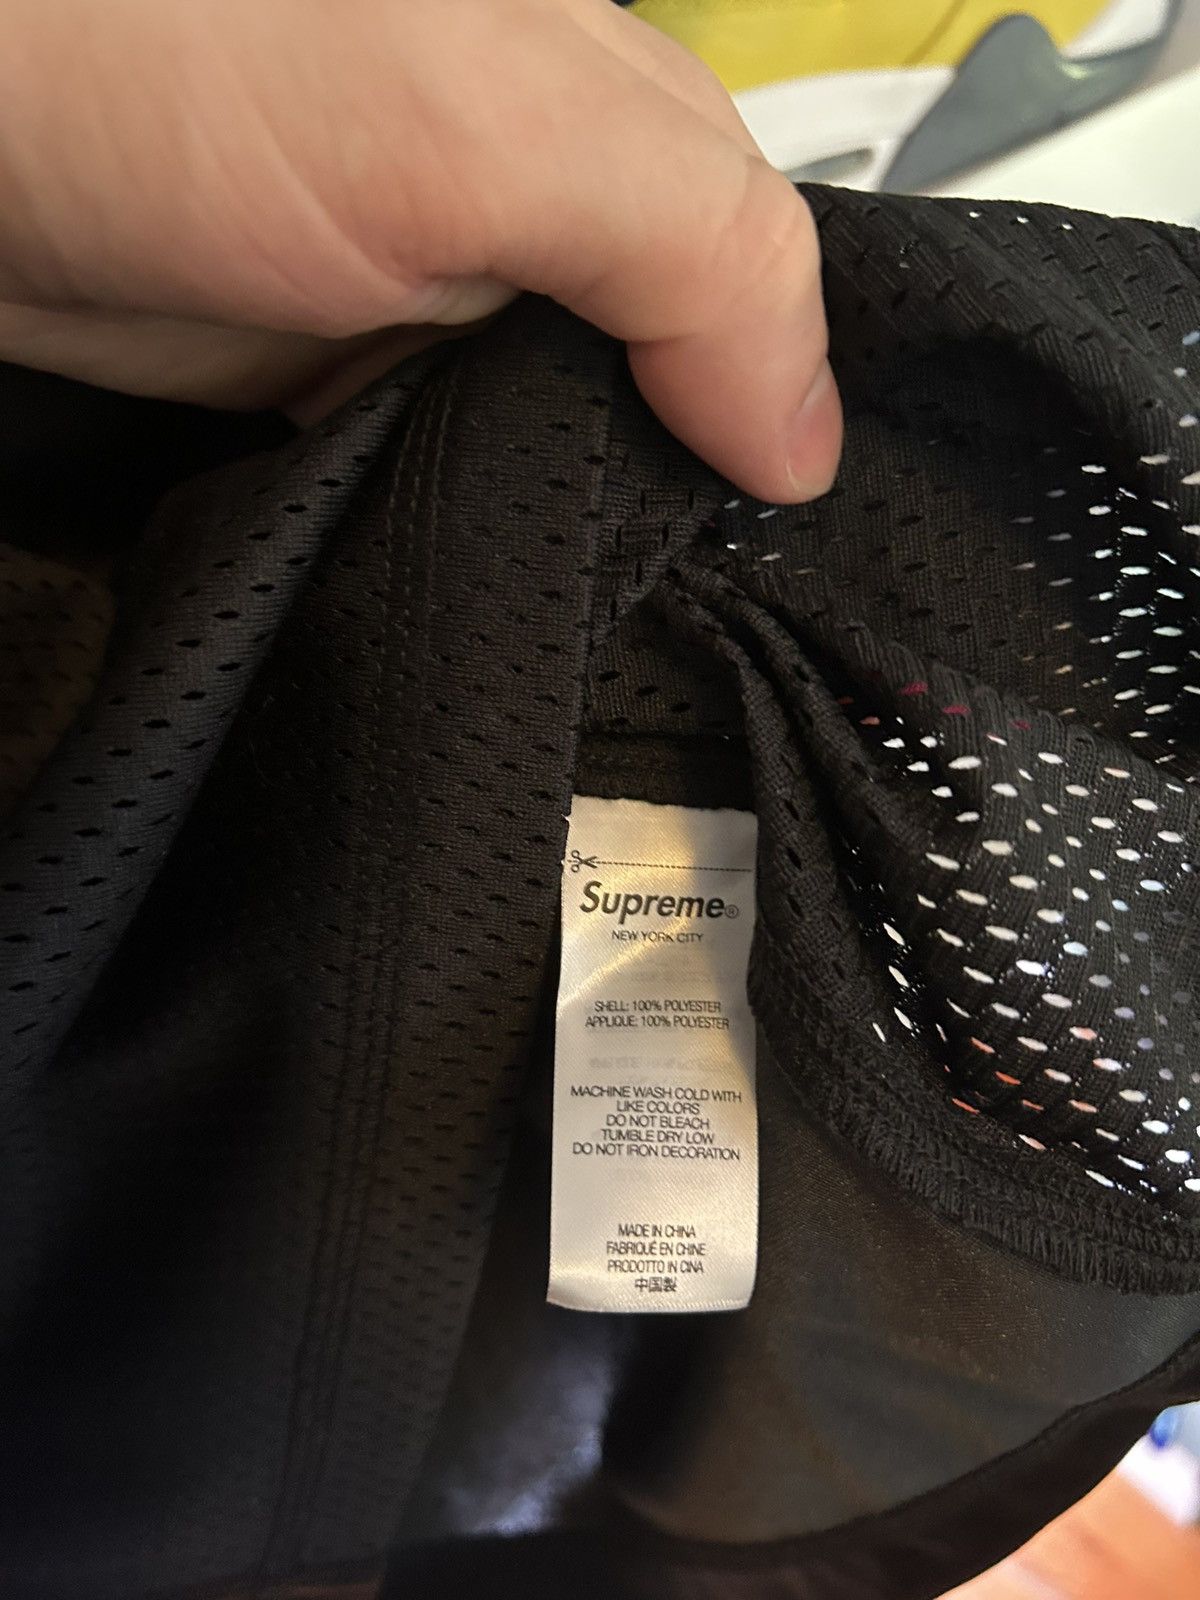 Supreme®
NEW YORK CITY
SHELL: 100% POLYESTER
APPLIQUE: 100% POLYESTER
MACHINE WASH COLD WITH
LIKE COLORS
DO NOT BLEACH
TUMBLE DRY LOW
DO NOT IRON DECORATION
MADE IN CHINA
FABRIQUÉ EN CHINE
PRODOTTO IN CINA
中国製